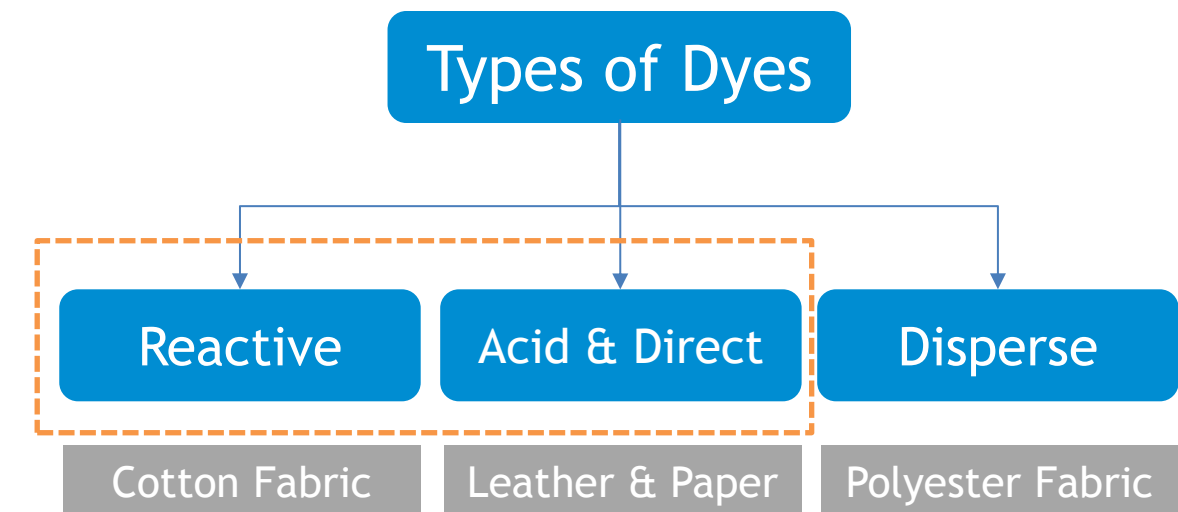 Types of Dyes
Reactive
Acid & Direct
Disperse
Cotton Fabric
Leather & Paper
Polyester Fabric